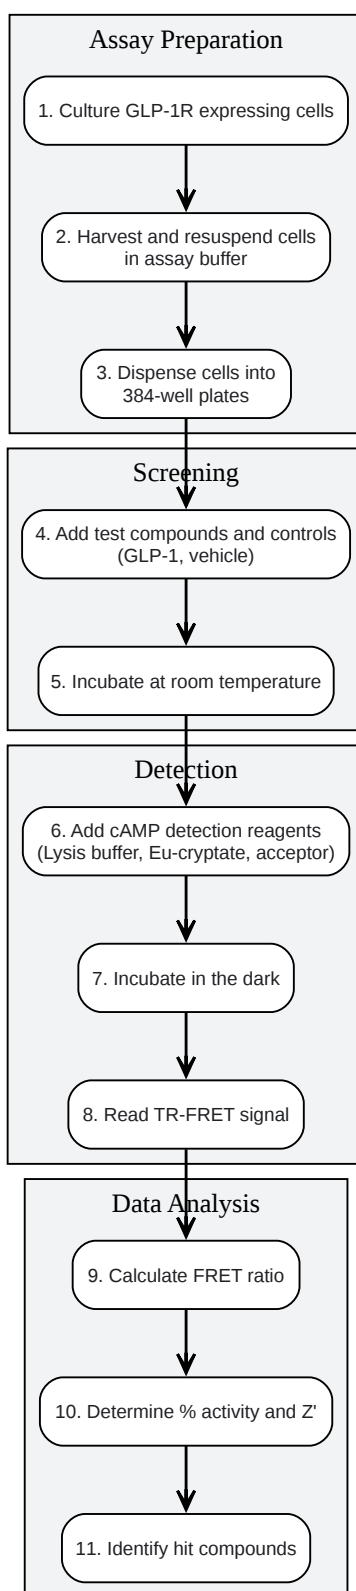 Assay Preparation
1. Culture GLP-1R expressing cells
2. Harvest and resuspend cells
in assay buffer
3. Dispense cells into
384-well plates
Screening
4. Add test compounds and controls
(GLP-1, vehicle)
5. Incubate at room temperature
Detection
6. Add cAMP detection reagents
(Lysis buffer, Eu-cryptate, acceptor)
7. Incubate in the dark
8. Read TR-FRET signal
Data Analysis
9. Calculate FRET ratio
10. Determine % activity and Z'
11. Identify hit compounds